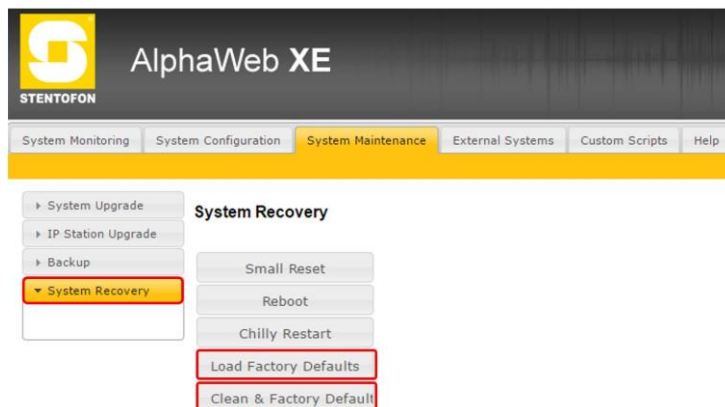 AlphaWeb XE
STENTOFON
System Monitoring System Configuration System Maintenance External Systems Custom Scripts Help
System Upgrade
IP Station Upgrade
Backup
System Recovery
System Recovery
Small Reset
Reboot
Chilly Restart
Load Factory Defaults
Clean & Factory Default